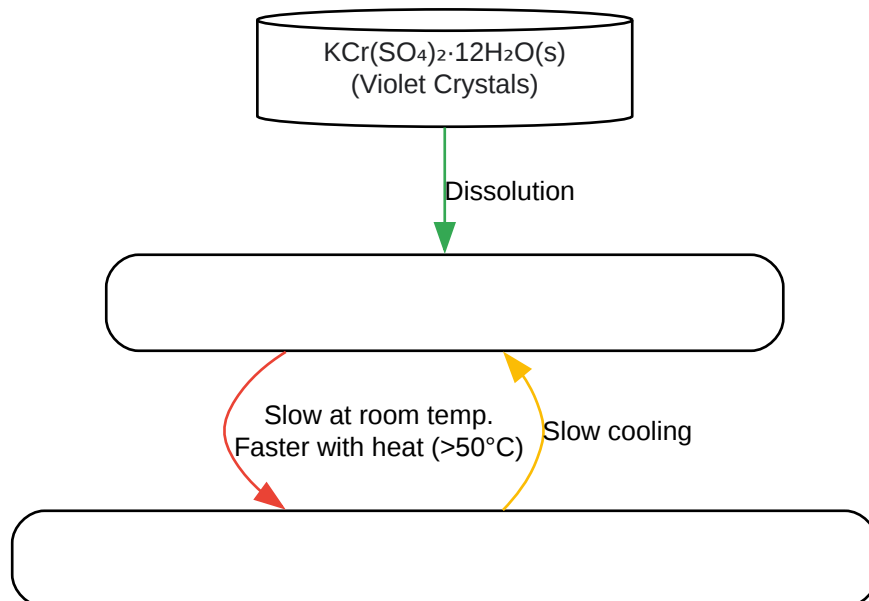 KCr(SO₄)₂·12H₂O(s)
(Violet Crystals)
Dissolution
Slow at room temp.
Faster with heat (>50°C)
Slow cooling